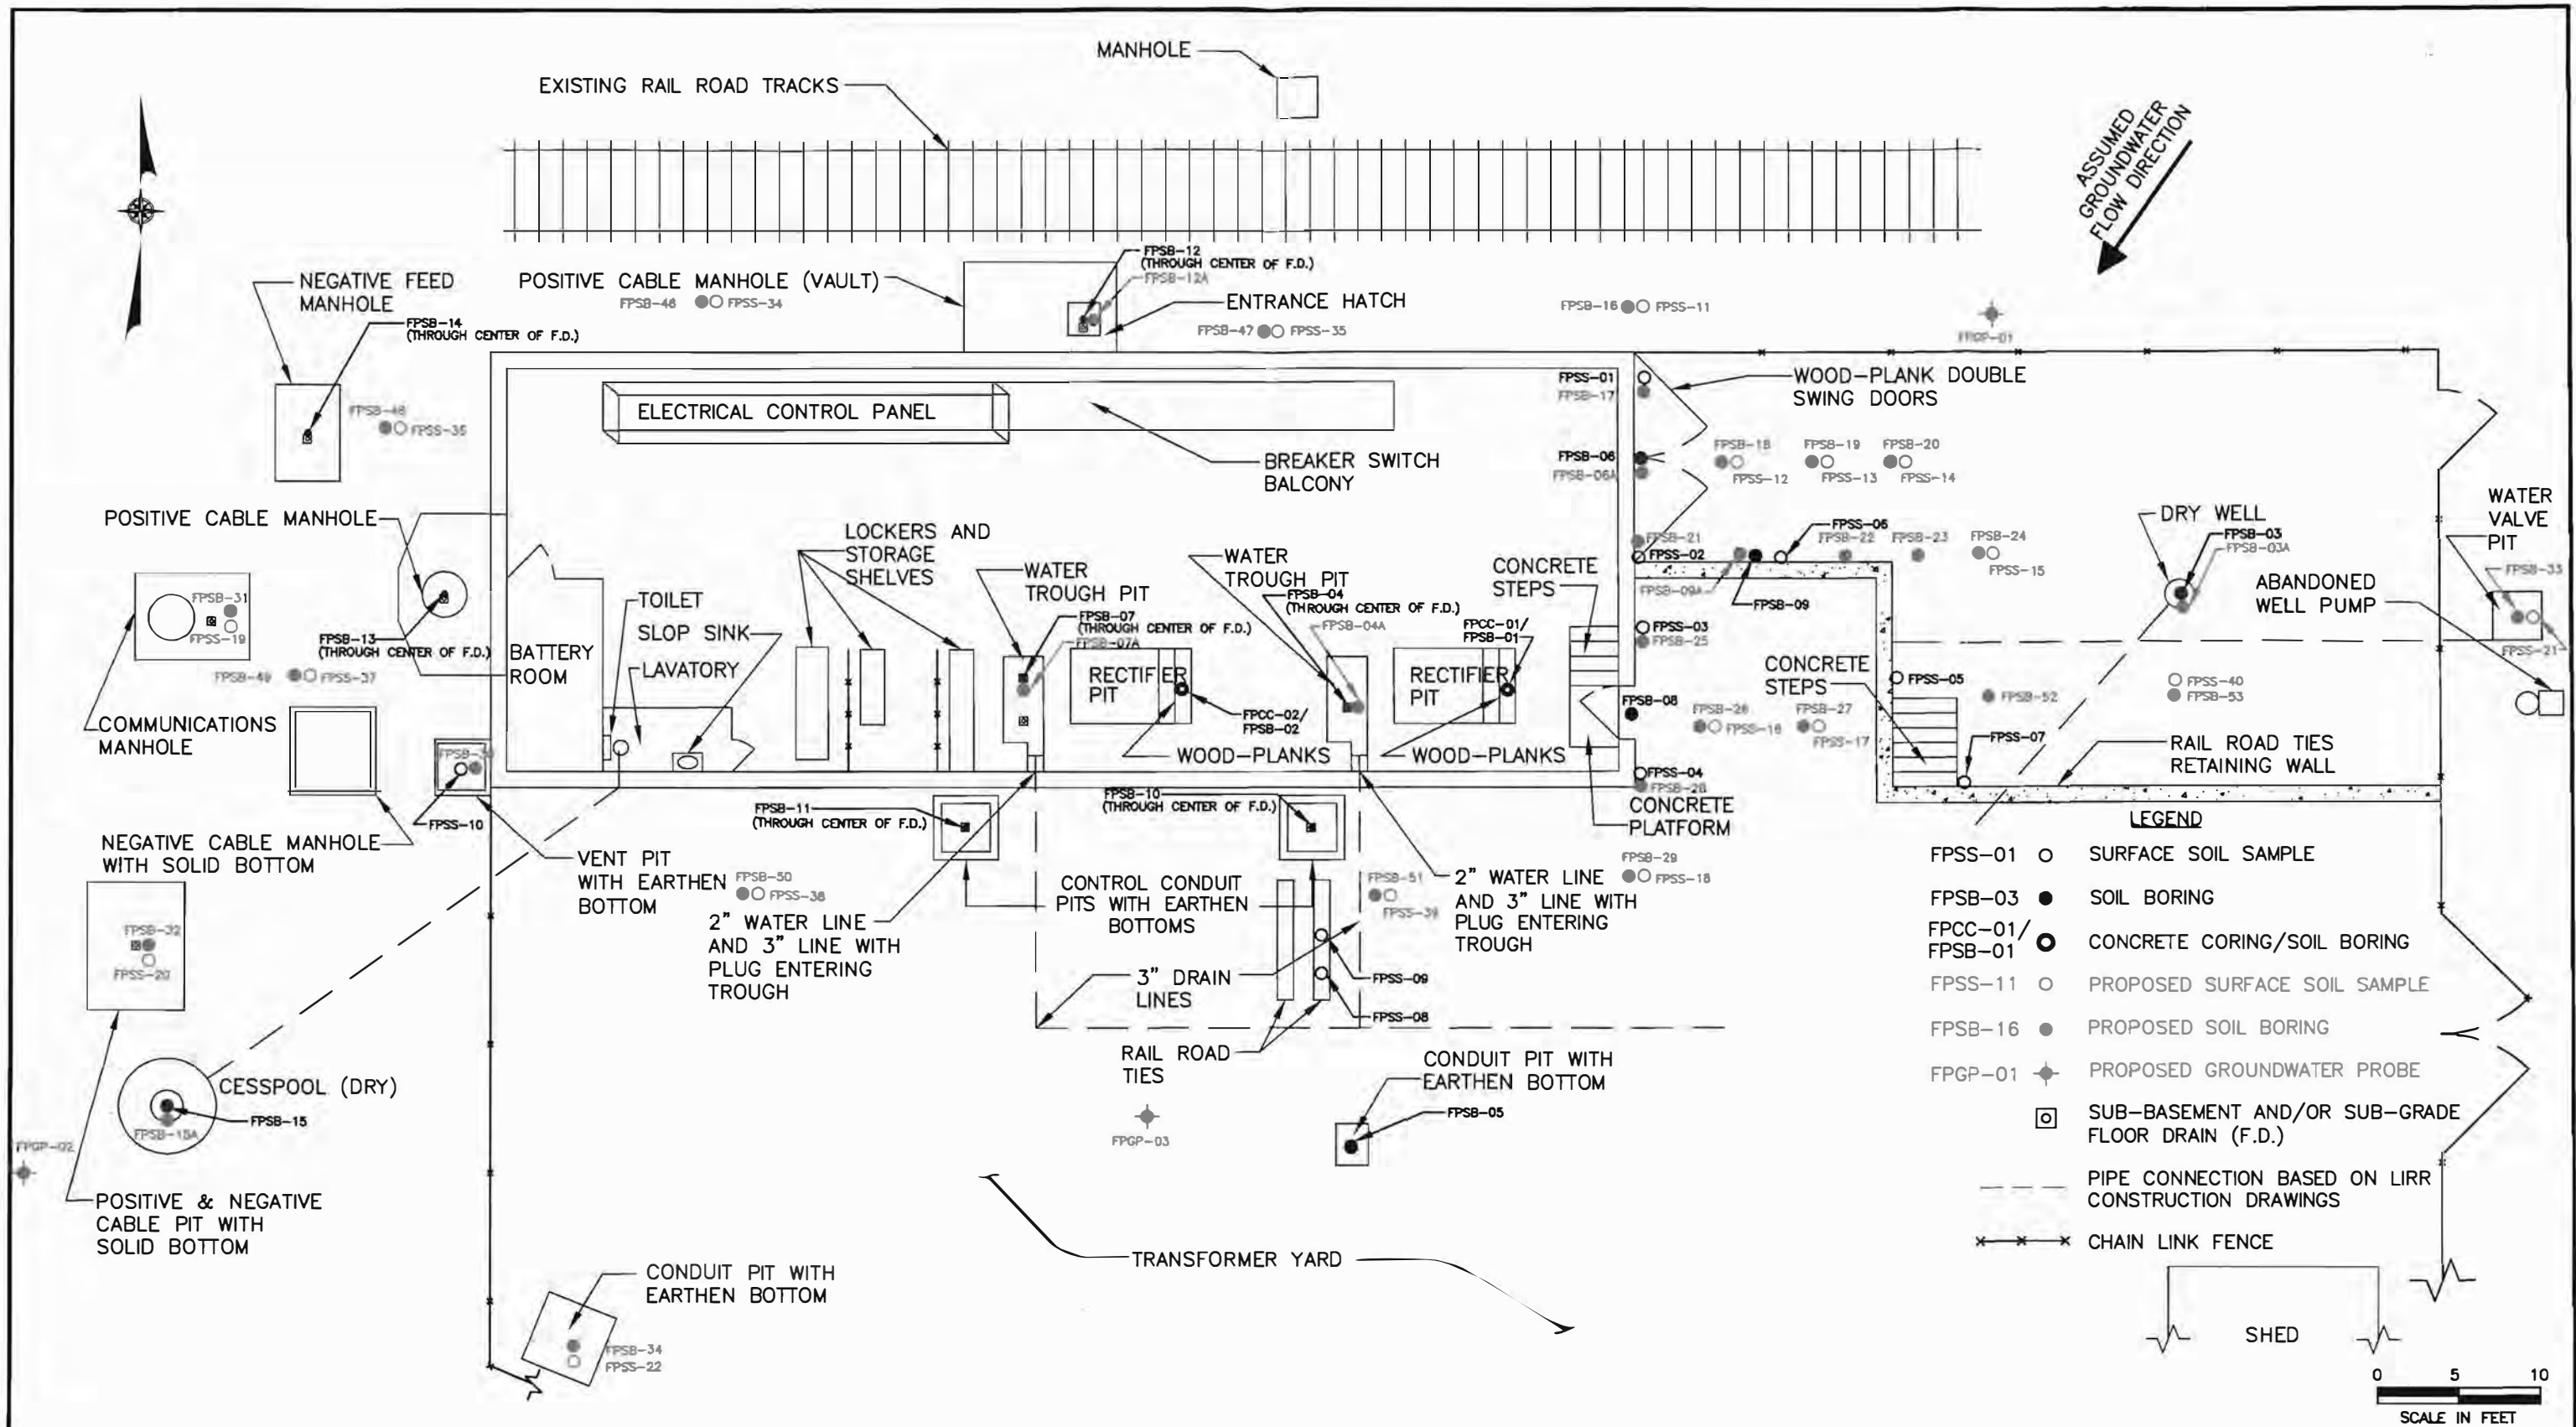 MANHOLE
EXISTING RAIL ROAD TRACKS
ASSUMED
GROUNDWATER
FLOW DIRECTION
NEGATIVE FEED
MANHOLE
FPSB-14
(THROUGH CENTER OF F.D.)
POSITIVE CABLE MANHOLE (VAULT)
FPSS-34
FPSB-12
(THROUGH CENTER OF F.D.)
FPSB-12A
ENTRANCE HATCH
FPSB-47
FPSS-35
FPSB-16
FPSS-11
FPGP-01
FPSS-35
ELECTRICAL CONTROL PANEL
BREAKER SWITCH
BALCONY
FPSS-01
FPSB-17
WOOD-PLANK DOUBLE
SWING DOORS
FPSB-06
FPSB-06A
FPSB-18
FPSS-12
FPSB-19
FPSS-13
FPSB-20
FPSS-14
WATER
VALVE
PIT
POSITIVE CABLE MANHOLE
LOCKERS AND
STORAGE
SHELVES
WATER
TROUGH PIT
WATER
TROUGH PIT
CONCRETE
STEPS
FPSB-21
FPSS-02
FPSS-06
FPSB-22
FPSB-23
FPSB-24
FPSS-15
DRY WELL
FPSB-03
FPSB-03A
FPSB-33
FPSS-21
ABANDONED
WELL PUMP
FPSB-09A
FPSB-09
FPSB-31
FPSS-19
FPSB-13
(THROUGH CENTER OF F.D.)
BATTERY
ROOM
TOILET
SLOP SINK
LAVATORY
FPSB-07
(THROUGH CENTER OF F.D.)
FPSB-07A
FPSB-04
(THROUGH CENTER OF F.D.)
FPSB-04A
FPCC-01/
FPSB-01
RECTIFIER
PIT
RECTIFIER
PIT
FPCC-02/
FPSB-02
WOOD-PLANKS
WOOD-PLANKS
FPSS-03
FPSB-25
FPSB-08
FPSB-26
FPSS-16
FPSB-27
FPSS-17
CONCRETE
STEPS
FPSS-05
FPSB-52
FPSS-40
FPSB-53
FPSS-07
RAIL ROAD TIES
RETAINING WALL
FPSB-49
FPSS-37
COMMUNICATIONS
MANHOLE
FPSS-10
NEGATIVE CABLE MANHOLE
WITH SOLID BOTTOM
VENT PIT
WITH EARTHEN
BOTTOM
FPSB-50
FPSS-38
FPSB-11
(THROUGH CENTER OF F.D.)
FPSB-10
(THROUGH CENTER OF F.D.)
FPSS-04
FPSB-28
CONCRETE
PLATFORM
FPSB-29
FPSS-18
FPSB-51
FPSS-39
2" WATER LINE
AND 3" LINE WITH
PLUG ENTERING
TROUGH
CONTROL CONDUIT
PITS WITH EARTHEN
BOTTOMS
2" WATER LINE
AND 3" LINE WITH
PLUG ENTERING
TROUGH
3" DRAIN
LINES
FPSS-09
FPSS-08
RAIL ROAD
TIES
FPSB-32
FPSS-20
CESSPOOL (DRY)
FPSB-15
FPSB-15A
FPGP-02
POSITIVE & NEGATIVE
CABLE PIT WITH
SOLID BOTTOM
CONDUIT PIT WITH
EARTHEN BOTTOM
FPSB-05
FPGP-03
TRANSFORMER YARD
CONDUIT PIT WITH
EARTHEN BOTTOM
FPSB-34
FPSS-22
LEGEND
FPSS-01 SURFACE SOIL SAMPLE
FPSB-03 SOIL BORING
FPCC-01/
FPSB-01 CONCRETE CORING/SOIL BORING
FPSS-11 PROPOSED SURFACE SOIL SAMPLE
FPSB-16 PROPOSED SOIL BORING
FPGP-01 PROPOSED GROUNDWATER PROBE
SUB-BASEMENT AND/OR SUB-GRADE
FLOOR DRAIN (F.D.)
PIPE CONNECTION BASED ON LIRR
CONSTRUCTION DRAWINGS
CHAIN LINK FENCE
SHED
0 5 10
SCALE IN FEET